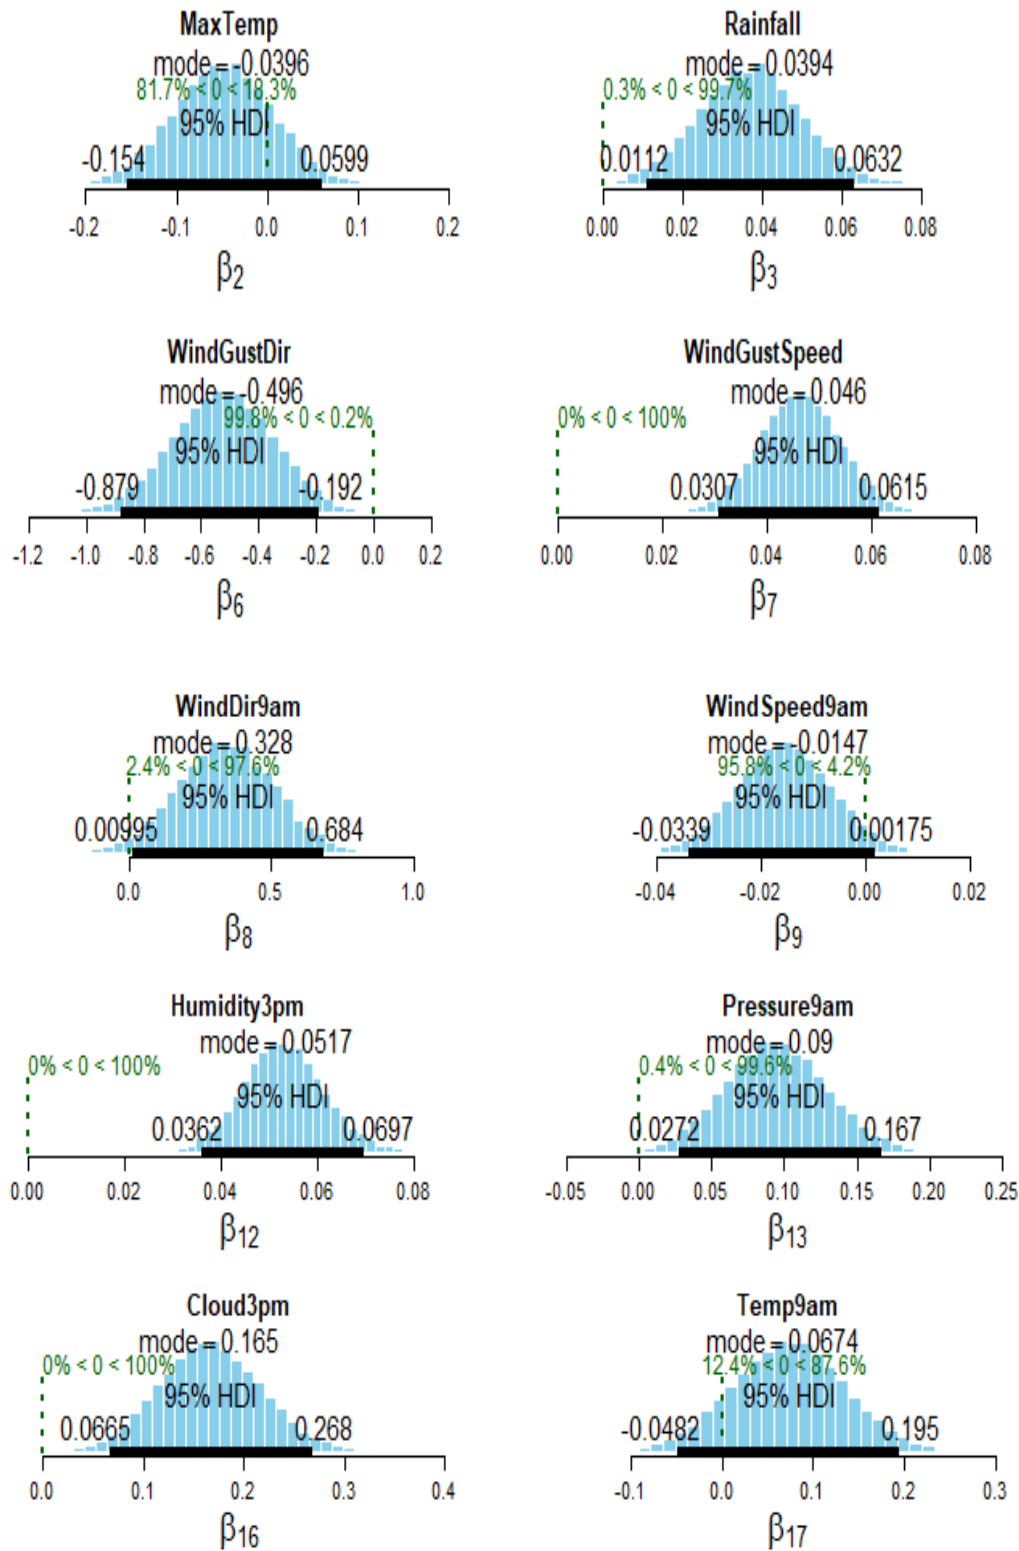 MaxTemp
mode = -0.0396
81.7% < 0 < 18.3%
95% HDI
-0.154 0.0599
-0.2 -0.1 0.0 0.1 0.2
β2
Rainfall
mode = 0.0394
0.3% < 0 < 99.7%
95% HDI
0.0112 0.0632
0.00 0.02 0.04 0.06 0.08
β3
WindGustDir
mode = -0.496
99.8% < 0 < 0.2%
95% HDI
-0.879 -0.192
-1.2 -1.0 -0.8 -0.6 -0.4 -0.2 0.0 0.2
β6
WindGustSpeed
mode = 0.046
0% < 0 < 100%
95% HDI
0.0307 0.0615
0.00 0.02 0.04 0.06 0.08
β7
WindDir9am
mode = 0.328
2.4% < 0 < 97.6%
95% HDI
0.00995 0.684
0.0 0.5 1.0
β8
WindSpeed9am
mode = -0.0147
95.8% < 0 < 4.2%
95% HDI
-0.0339 0.00175
-0.04 -0.02 0.00 0.02
β9
Humidity3pm
mode = 0.0517
0% < 0 < 100%
95% HDI
0.0362 0.0697
0.00 0.02 0.04 0.06 0.08
β12
Pressure9am
mode = 0.09
0.4% < 0 < 99.6%
95% HDI
0.0272 0.167
-0.05 0.00 0.05 0.10 0.15 0.20 0.25
β13
Cloud3pm
mode = 0.165
0% < 0 < 100%
95% HDI
0.0665 0.268
0.0 0.1 0.2 0.3 0.4
β16
Temp9am
mode = 0.0674
12.4% < 0 < 87.6%
95% HDI
-0.0482 0.195
-0.1 0.0 0.1 0.2 0.3
β17